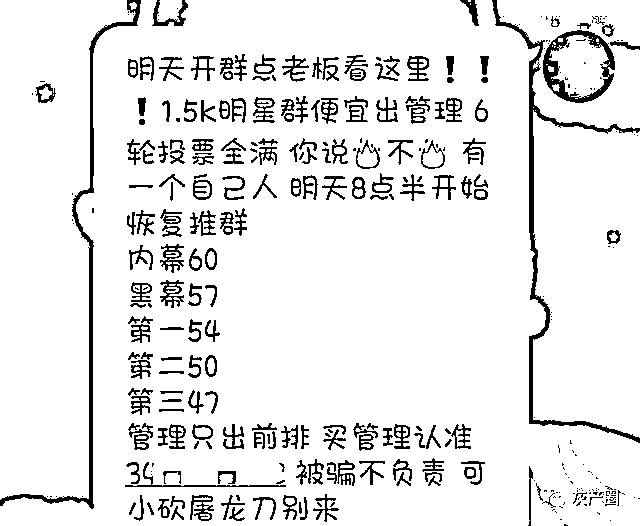 明天开群点老板看这里❗❗
❗1.5k明星群便宜出管理 6
轮投票全满 你说🔥不🔥 有
一个自己人 明天8点半开始
恢复推群
内幕60
黑幕57
第一54
第二50
第三47
管理只出前排 买管理认准
34 被骗不负责 可
小砍屠龙刀别来
灰产圈